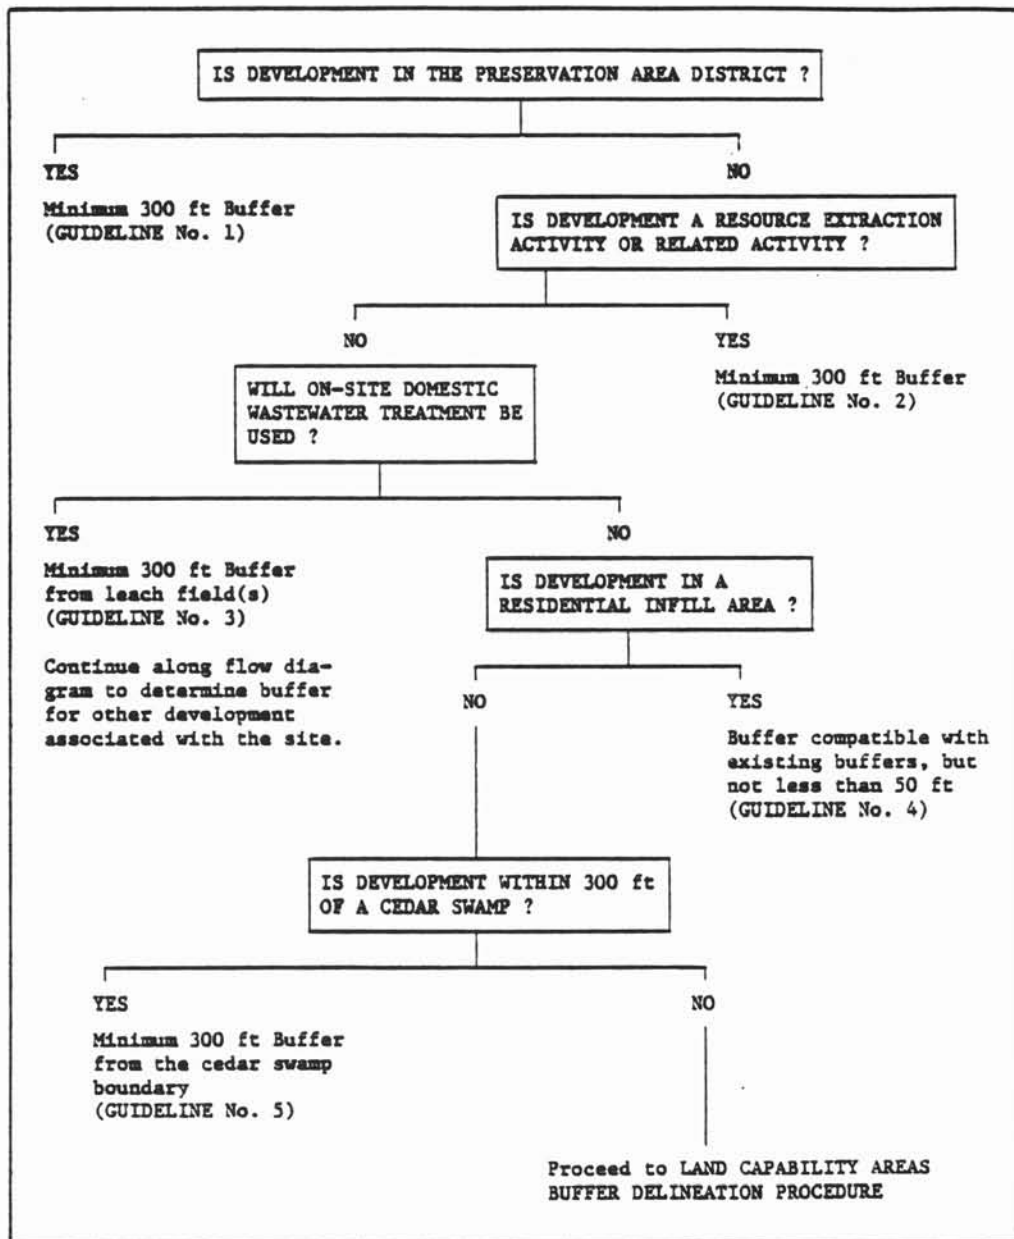 IS DEVELOPMENT IN THE PRESERVATION AREA DISTRICT ?
YES
Minimum 300 ft Buffer
(GUIDELINE No. 1)
NO
IS DEVELOPMENT A RESOURCE EXTRACTION
ACTIVITY OR RELATED ACTIVITY ?
NO
YES
Minimum 300 ft Buffer
(GUIDELINE No. 2)
WILL ON-SITE DOMESTIC
WASTEWATER TREATMENT BE
USED ?
YES
Minimum 300 ft Buffer
from leach field(s)
(GUIDELINE No. 3)
Continue along flow dia-
gram to determine buffer
for other development
associated with the site.
NO
IS DEVELOPMENT IN A
RESIDENTIAL INFILL AREA ?
NO
YES
Buffer compatible with
existing buffers, but
not less than 50 ft
(GUIDELINE No. 4)
IS DEVELOPMENT WITHIN 300 ft
OF A CEDAR SWAMP ?
YES
Minimum 300 ft Buffer
from the cedar swamp
boundary
(GUIDELINE No. 5)
NO
Proceed to LAND CAPABILITY AREAS
BUFFER DELINEATION PROCEDURE